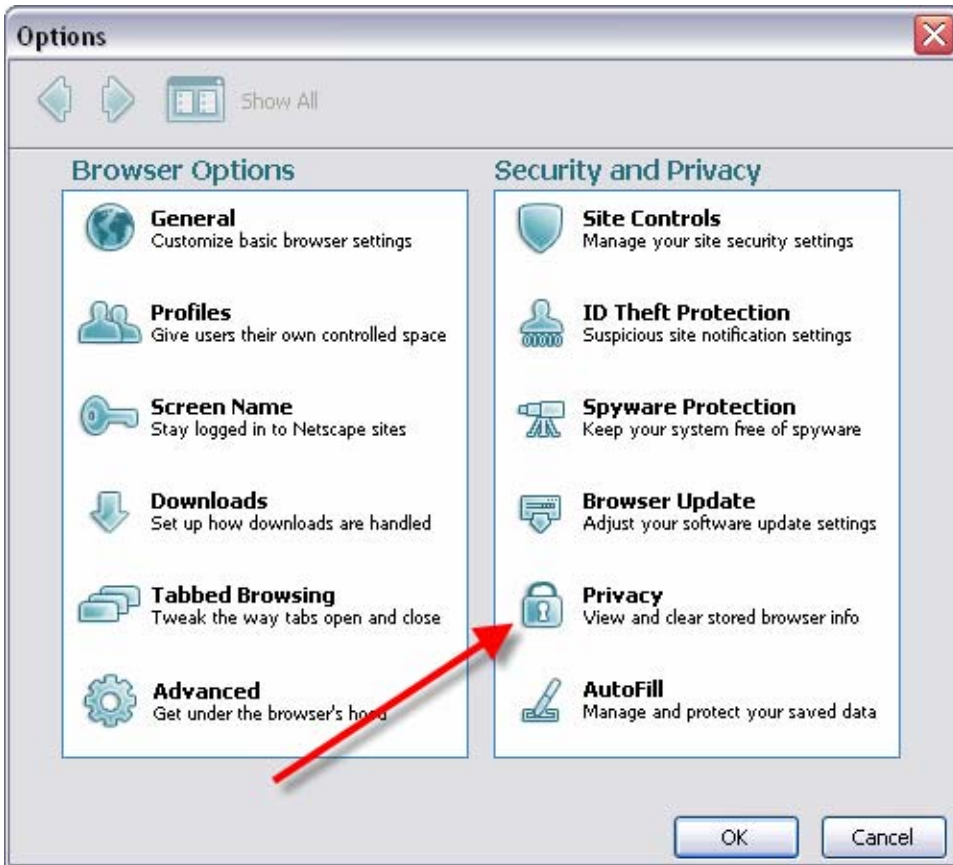 Options
Show All
Browser Options
General
Customize basic browser settings
Profiles
Give users their own controlled space
Screen Name
Stay logged in to Netscape sites
Downloads
Set up how downloads are handled
Tabbed Browsing
Tweak the way tabs open and close
Advanced
Get under the browser's hood
Security and Privacy
Site Controls
Manage your site security settings
ID Theft Protection
01010
Suspicious site notification settings
Spyware Protection
Keep your system free of spyware
Browser Update
Adjust your software update settings
Privacy
View and clear stored browser info
AutoFill
Manage and protect your saved data
OK
Cancel